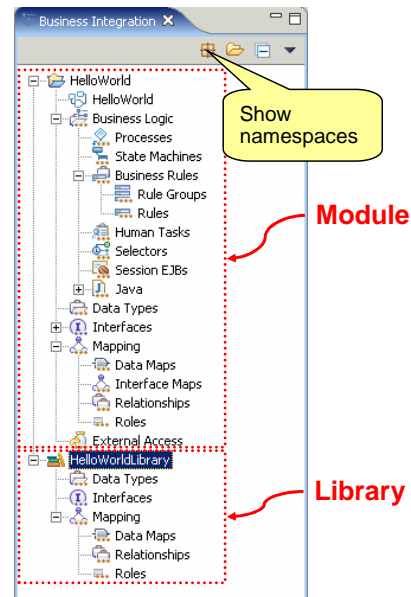 Business Integration
Show
namespaces
HelloWorld
HelloWorld
Business Logic
Processes
State Machines
Business Rules
Rule Groups
Rules
Human Tasks
Selectors
Session EJBs
Java
Data Types
Interfaces
Mapping
Data Maps
Interface Maps
Relationships
Roles
External Access
Module
HelloWorldLibrary
Data Types
Interfaces
Mapping
Data Maps
Relationships
Roles
Library